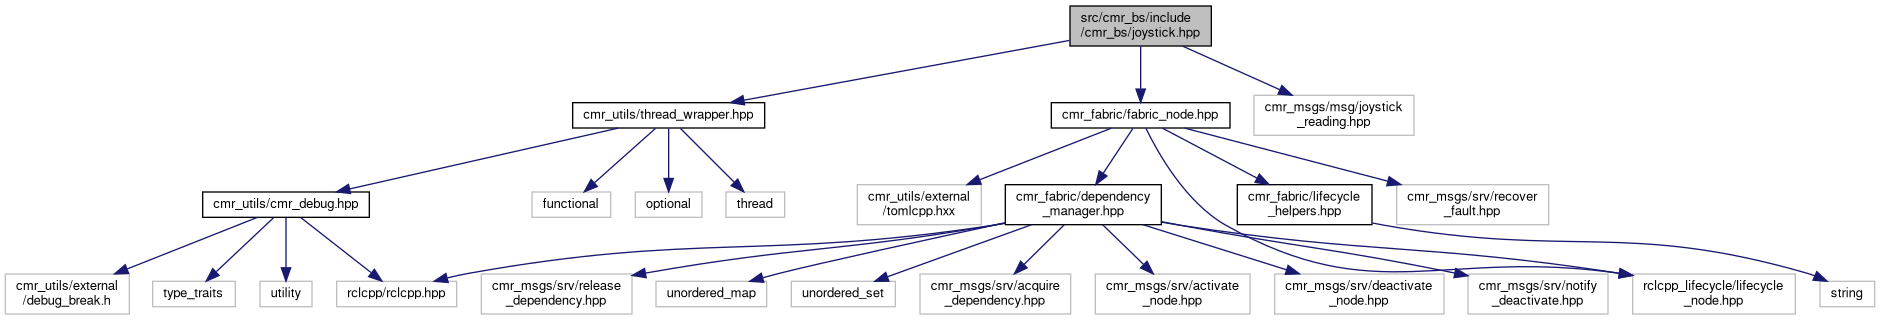 src/cmr_bs/include
/cmr_bs/joystick.hpp
cmr_utils/thread_wrapper.hpp
cmr_fabric/fabric_node.hpp
cmr_msgs/msg/joystick
_reading.hpp
cmr_utils/cmr_debug.hpp
functional
optional
thread
cmr_utils/external
/tomlcpp.hxx
cmr_fabric/dependency
_manager.hpp
cmr_fabric/lifecycle
_helpers.hpp
cmr_msgs/srv/recover
_fault.hpp
cmr_utils/external
/debug_break.h
type_traits
utility
rclcpp/rclcpp.hpp
cmr_msgs/srv/release
_dependency.hpp
unordered_map
unordered_set
cmr_msgs/srv/acquire
_dependency.hpp
cmr_msgs/srv/activate
_node.hpp
cmr_msgs/srv/deactivate
_node.hpp
cmr_msgs/srv/notify
_deactivate.hpp
rclcpp_lifecycle/lifecycle
_node.hpp
string